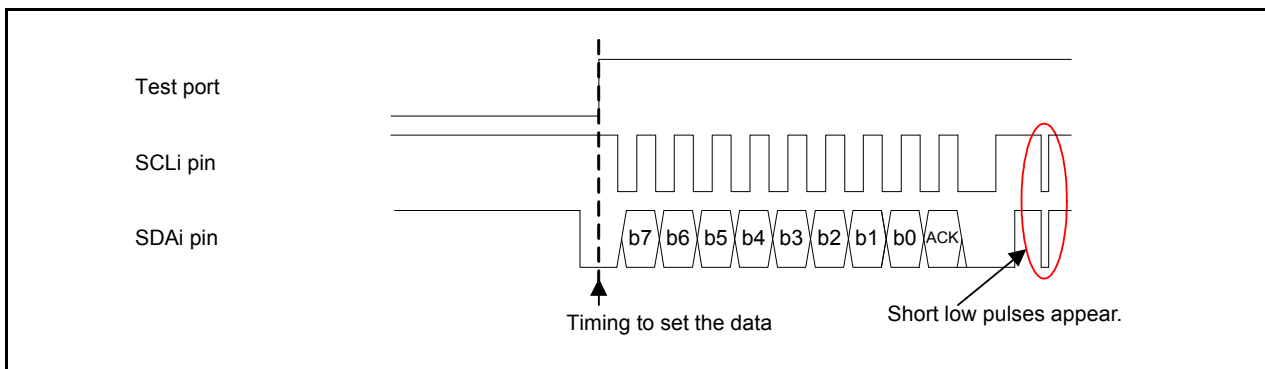 Test port
SCLi pin
SDAi pin
b7 b6 b5 b4 b3 b2 b1 b0 ACK
Timing to set the data
Short low pulses appear.